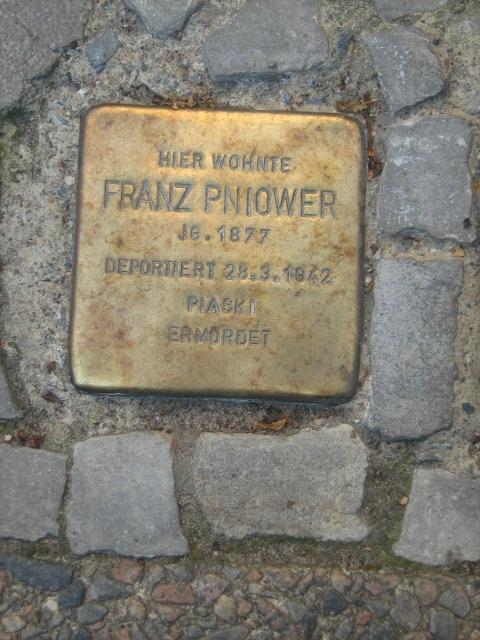 HIER WOHNTE
FRANZ PNIOWER
JG. 1877
DEPORTIERT 28.3.1942
PIASKI
ERMORDET